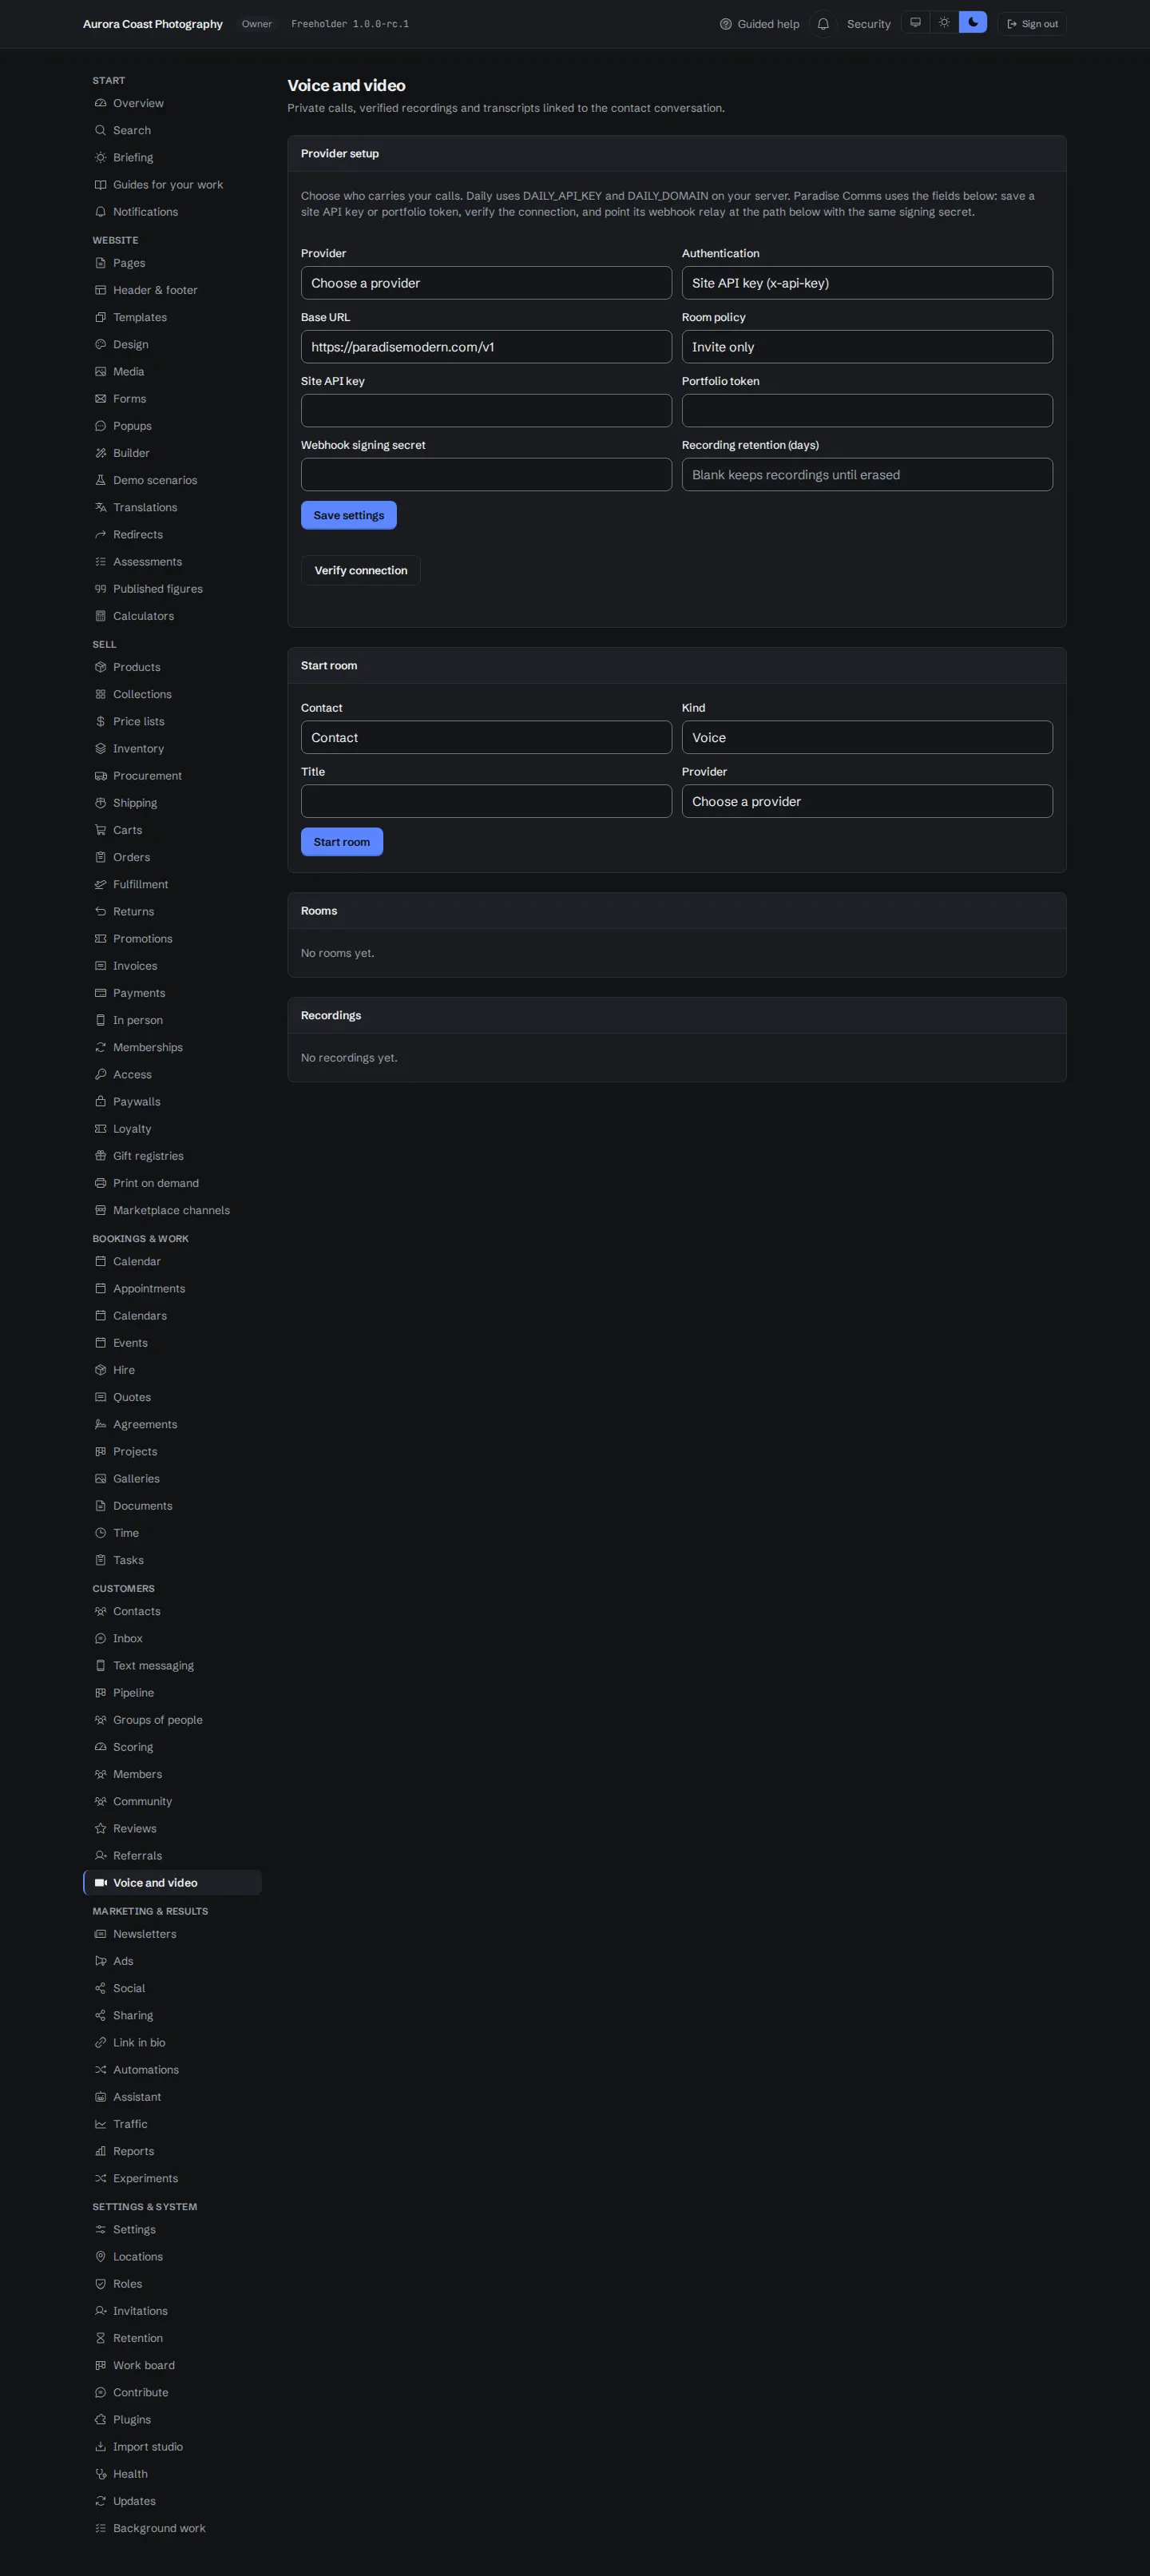 Aurora Coast Photography
Owner
Freeholder 1.0.0-rc.1
Guided help
Security
Sign out
START
Overview
Search
Briefing
Guides for your work
Notifications
WEBSITE
Pages
Header & footer
Templates
Design
Media
Forms
Popups
Builder
Demo scenarios
Translations
Redirects
Assessments
Published figures
Calculators
SELL
Products
Collections
Price lists
Inventory
Procurement
Shipping
Carts
Orders
Fulfillment
Returns
Promotions
Invoices
Payments
In person
Memberships
Access
Paywalls
Loyalty
Gift registries
Print on demand
Marketplace channels
BOOKINGS & WORK
Calendar
Appointments
Calendars
Events
Hire
Quotes
Agreements
Projects
Galleries
Documents
Time
Tasks
CUSTOMERS
Contacts
Inbox
Text messaging
Pipeline
Groups of people
Scoring
Members
Community
Reviews
Referrals
Voice and video
MARKETING & RESULTS
Newsletters
Ads
Social
Sharing
Link in bio
Automations
Assistant
Traffic
Reports
Experiments
SETTINGS & SYSTEM
Settings
Locations
Roles
Invitations
Retention
Work board
Contribute
Plugins
Import studio
Health
Updates
Background work
Voice and video
Private calls, verified recordings and transcripts linked to the contact conversation.
Provider setup
Choose who carries your calls. Daily uses DAILY_API_KEY and DAILY_DOMAIN on your server. Paradise Comms uses the fields below: save a
site API key or portfolio token, verify the connection, and point its webhook relay at the path below with the same signing secret.
Provider
Choose a provider
Authentication
Site API key (x-api-key)
Base URL
https://paradisemodern.com/v1
Room policy
Invite only
Site API key
Portfolio token
Webhook signing secret
Recording retention (days)
Blank keeps recordings until erased
Save settings
Verify connection
Start room
Contact
Contact
Kind
Voice
Title
Provider
Choose a provider
Start room
Rooms
No rooms yet.
Recordings
No recordings yet.